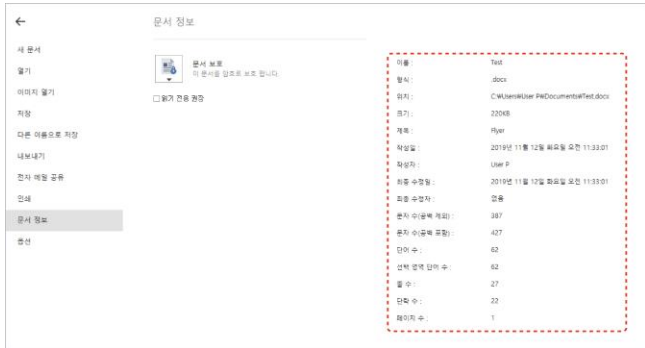 문서 정보
새 문서
열기
이미지 열기
저장
다른 이름으로 저장
내보내기
전자 메일 공유
인쇄
문서 정보
옵션
문서 보호
이 문서를 암호로 보호 합니다.
읽기 전용 권장
이름 : Test
형식 : .docx
위치 : C:₩Users₩User P₩Documents₩Test.docx
크기 : 220KB
제목 : Flyer
작성일 : 2019년 11월 12일 화요일 오전 11:33:01
작성자 : User P
최종 수정일 : 2019년 11월 12일 화요일 오전 11:33:01
최종 수정자 : 없음
문자 수(공백 제외) : 387
문자 수(공백 포함) : 427
단어 수 : 62
선택 영역 단어 수 : 62
줄 수 : 27
단락 수 : 22
페이지 수 : 1